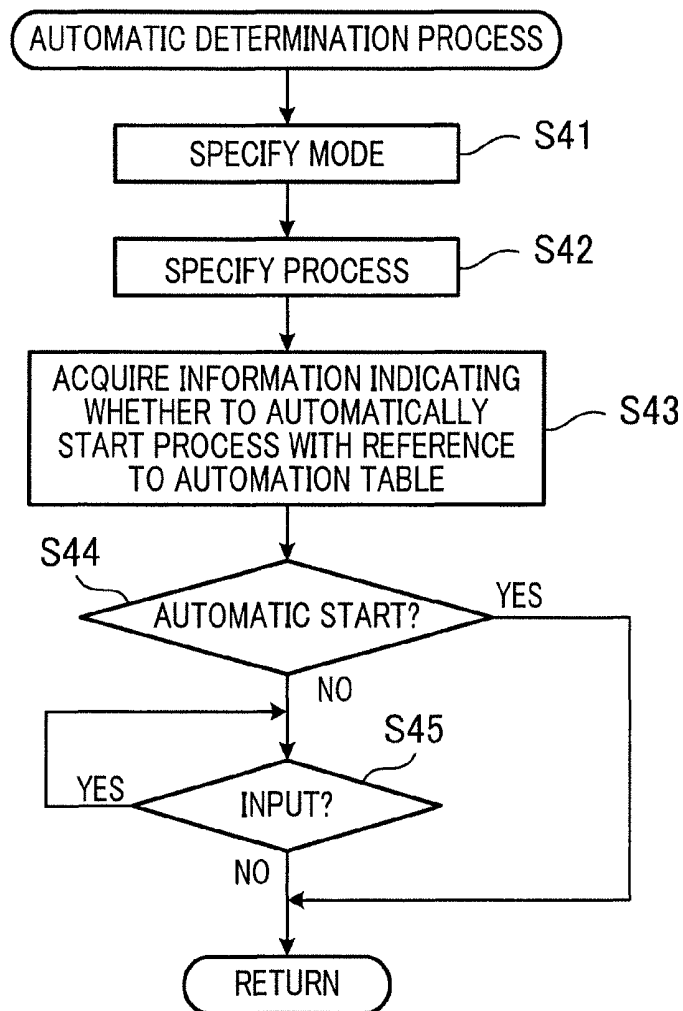 AUTOMATIC DETERMINATION PROCESS
SPECIFY MODE
S41
SPECIFY PROCESS
S42
ACQUIRE INFORMATION INDICATING
WHETHER TO AUTOMATICALLY
START PROCESS WITH REFERENCE
TO AUTOMATION TABLE
S43
S44
AUTOMATIC START?
YES
NO
S45
YES
INPUT?
NO
RETURN